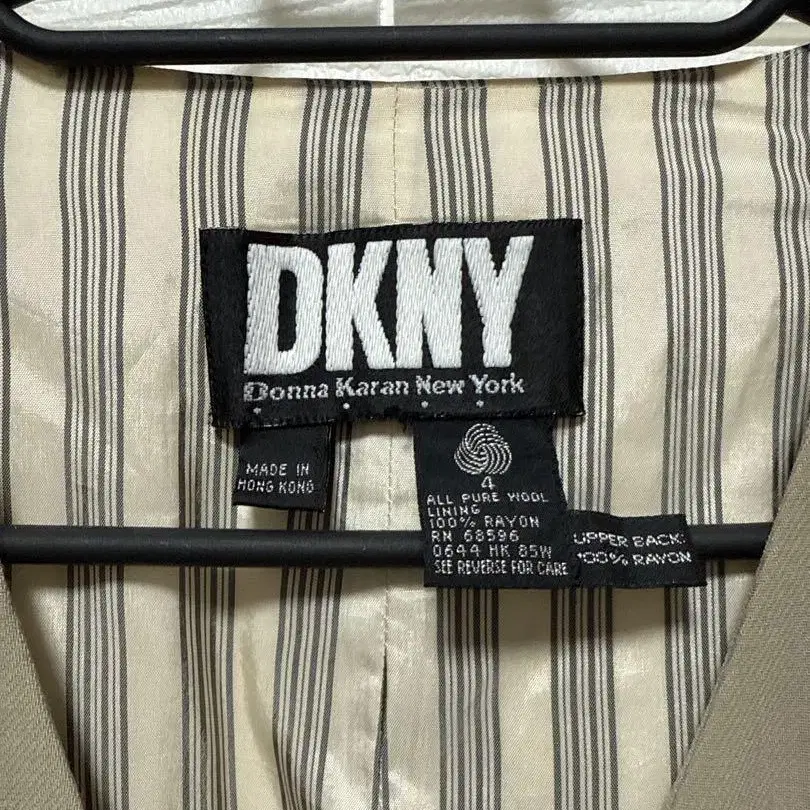 DKNY
Donna Karan New York
MADE IN
HONG KONG
4
ALL PURE WOOL
LINING
100% RAYON
RN 68596
0644 HK 85W
SEE REVERSE FOR CARE
UPPER BACK:
100% RAYON